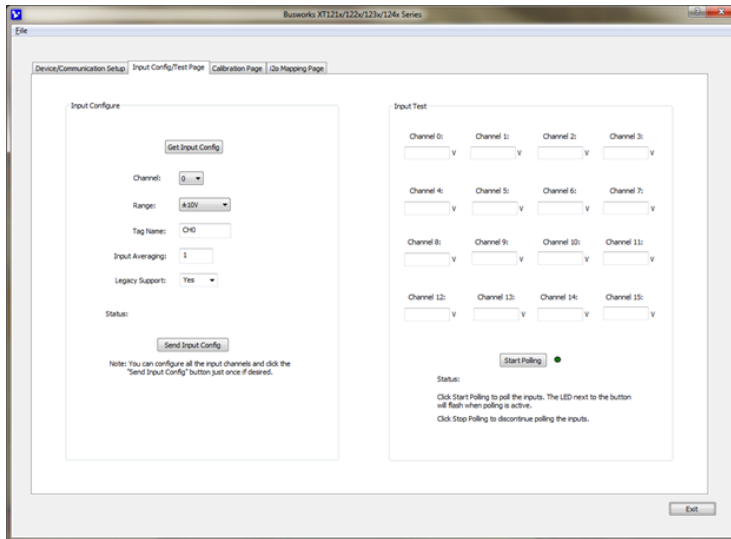 Busworks XT121x/122x/123x/124x Series
File
Device/Communication Setup Input Config/Test Page Calibration Page i2o Mapping Page
Input Configure
Get Input Config
Channel: 0
Range: ±10V
Tag Name: CH0
Input Averaging: 1
Legacy Support: Yes
Status:
Send Input Config
Note: You can configure all the input channels and click the
"Send Input Config" button just once if desired.
Input Test
Channel 0: Channel 1: Channel 2: Channel 3:
V V V V
Channel 4: Channel 5: Channel 6: Channel 7:
V V V V
Channel 8: Channel 9: Channel 10: Channel 11:
V V V V
Channel 12: Channel 13: Channel 14: Channel 15:
V V V V
Start Polling
Status:
Click Start Polling to poll the inputs. The LED next to the button
will flash when polling is active.
Click Stop Polling to discontinue polling the inputs.
Exit